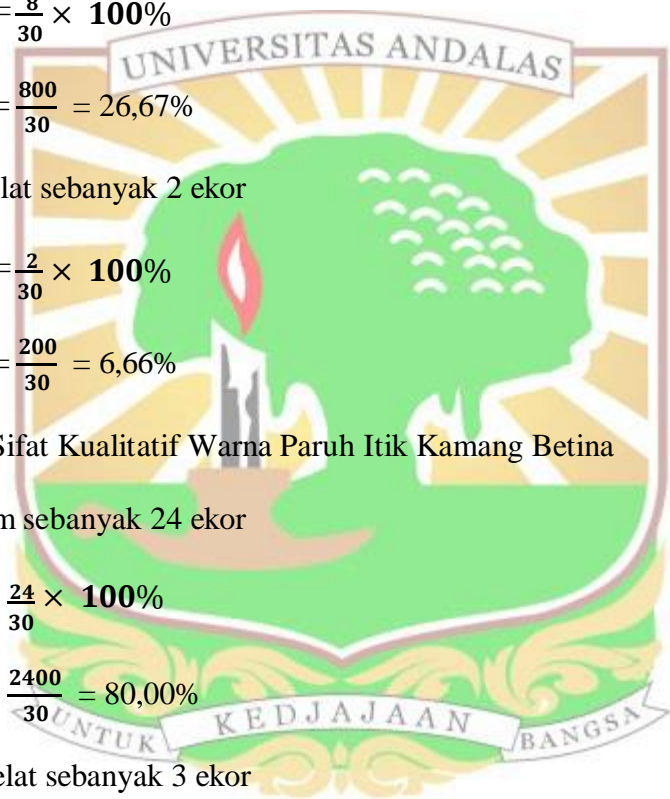 = 8/30 × 100%
UNIVERSITAS ANDALAS
= 800/30 = 26,67%
lat sebanyak 2 ekor
= 2/30 × 100%
= 200/30 = 6,66%
Sifat Kualitatif Warna Paruh Itik Kamang Betina
m sebanyak 24 ekor
24/30 × 100%
2400/30 = 80,00%
UNTUK KEDJAJAAN BANGSA
elat sebanyak 3 ekor